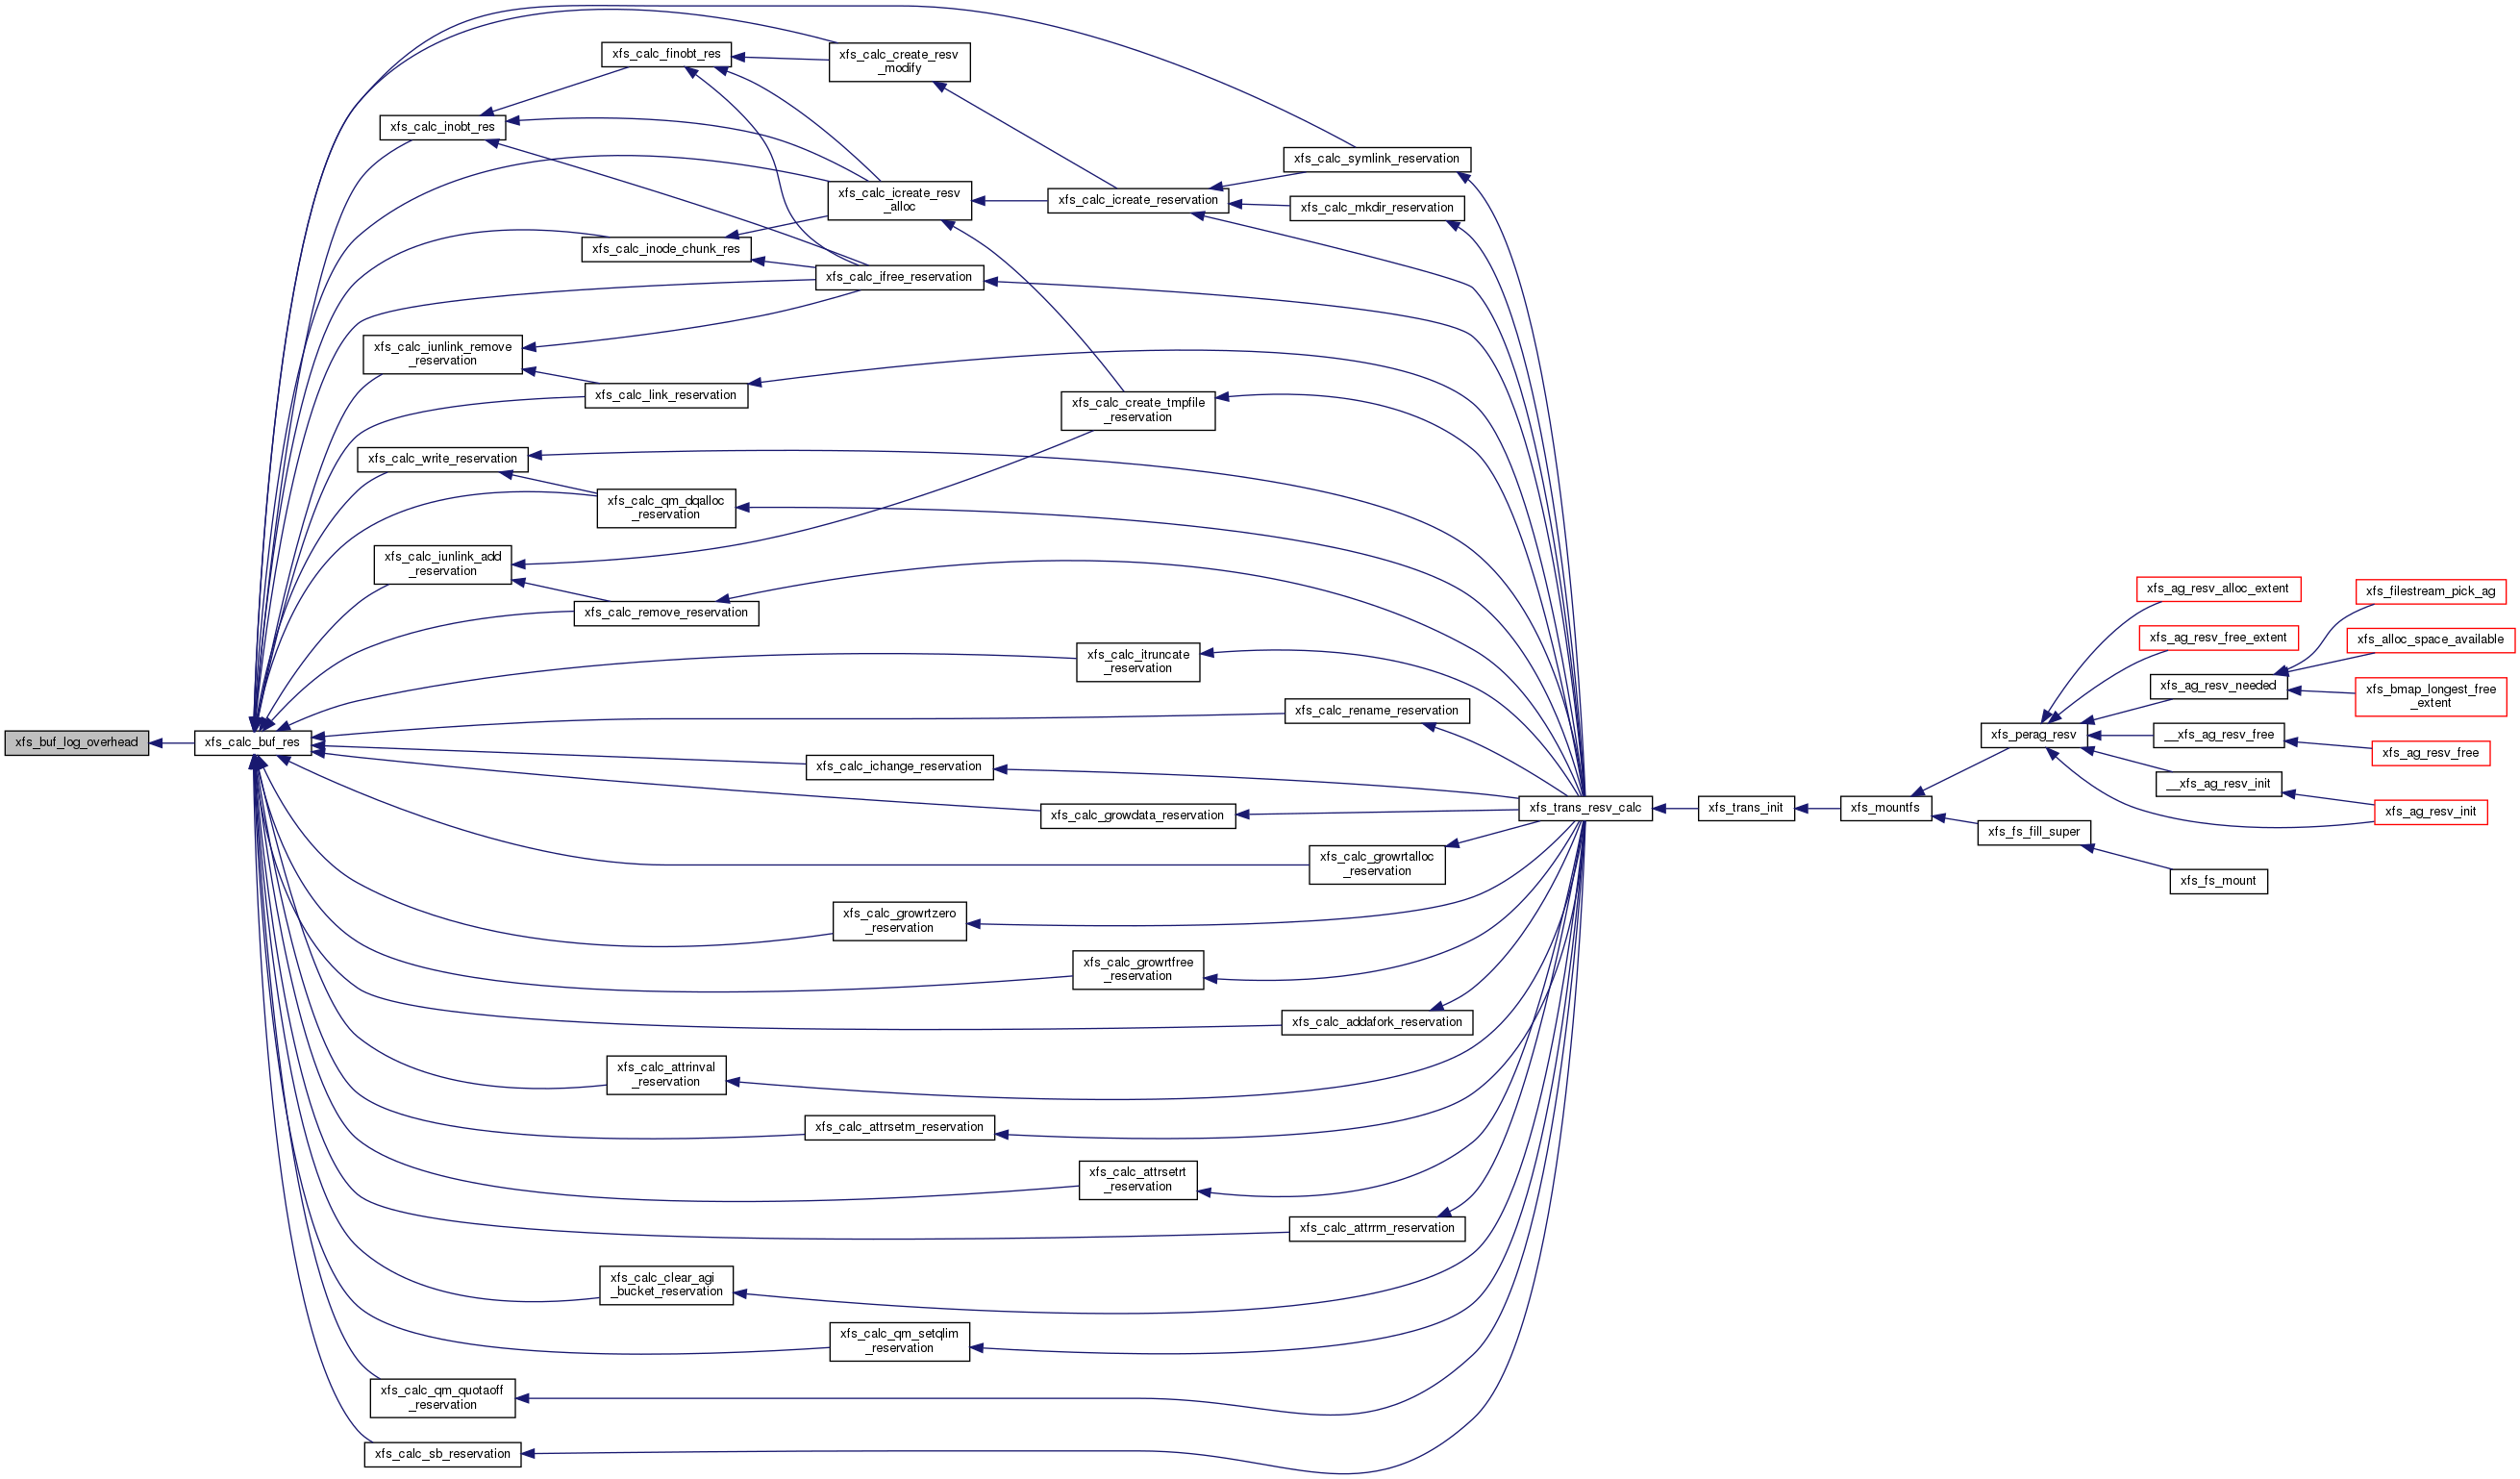 xfs_calc_finobt_res
xfs_calc_create_resv
_modify
xfs_calc_inobt_res
xfs_calc_symlink_reservation
xfs_calc_icreate_resv
_alloc
xfs_calc_icreate_reservation
xfs_calc_mkdir_reservation
xfs_calc_inode_chunk_res
xfs_calc_ifree_reservation
xfs_calc_iunlink_remove
_reservation
xfs_calc_link_reservation
xfs_calc_create_tmpfile
_reservation
xfs_calc_write_reservation
xfs_calc_qm_dqalloc
_reservation
xfs_calc_iunlink_add
_reservation
xfs_calc_remove_reservation
xfs_ag_resv_alloc_extent
xfs_filestream_pick_ag
xfs_ag_resv_free_extent
xfs_alloc_space_available
xfs_calc_itruncate
_reservation
xfs_ag_resv_needed
xfs_bmap_longest_free
_extent
xfs_calc_rename_reservation
xfs_buf_log_overhead
xfs_calc_buf_res
xfs_perag_resv
__xfs_ag_resv_free
xfs_ag_resv_free
xfs_calc_ichange_reservation
__xfs_ag_resv_init
xfs_calc_growdata_reservation
xfs_trans_resv_calc
xfs_trans_init
xfs_mountfs
xfs_ag_resv_init
xfs_fs_fill_super
xfs_calc_growrtalloc
_reservation
xfs_fs_mount
xfs_calc_growrtzero
_reservation
xfs_calc_growrtfree
_reservation
xfs_calc_addafork_reservation
xfs_calc_attrinval
_reservation
xfs_calc_attrsetm_reservation
xfs_calc_attrsetrt
_reservation
xfs_calc_attrrm_reservation
xfs_calc_clear_agi
_bucket_reservation
xfs_calc_qm_setqlim
_reservation
xfs_calc_qm_quotaoff
_reservation
xfs_calc_sb_reservation